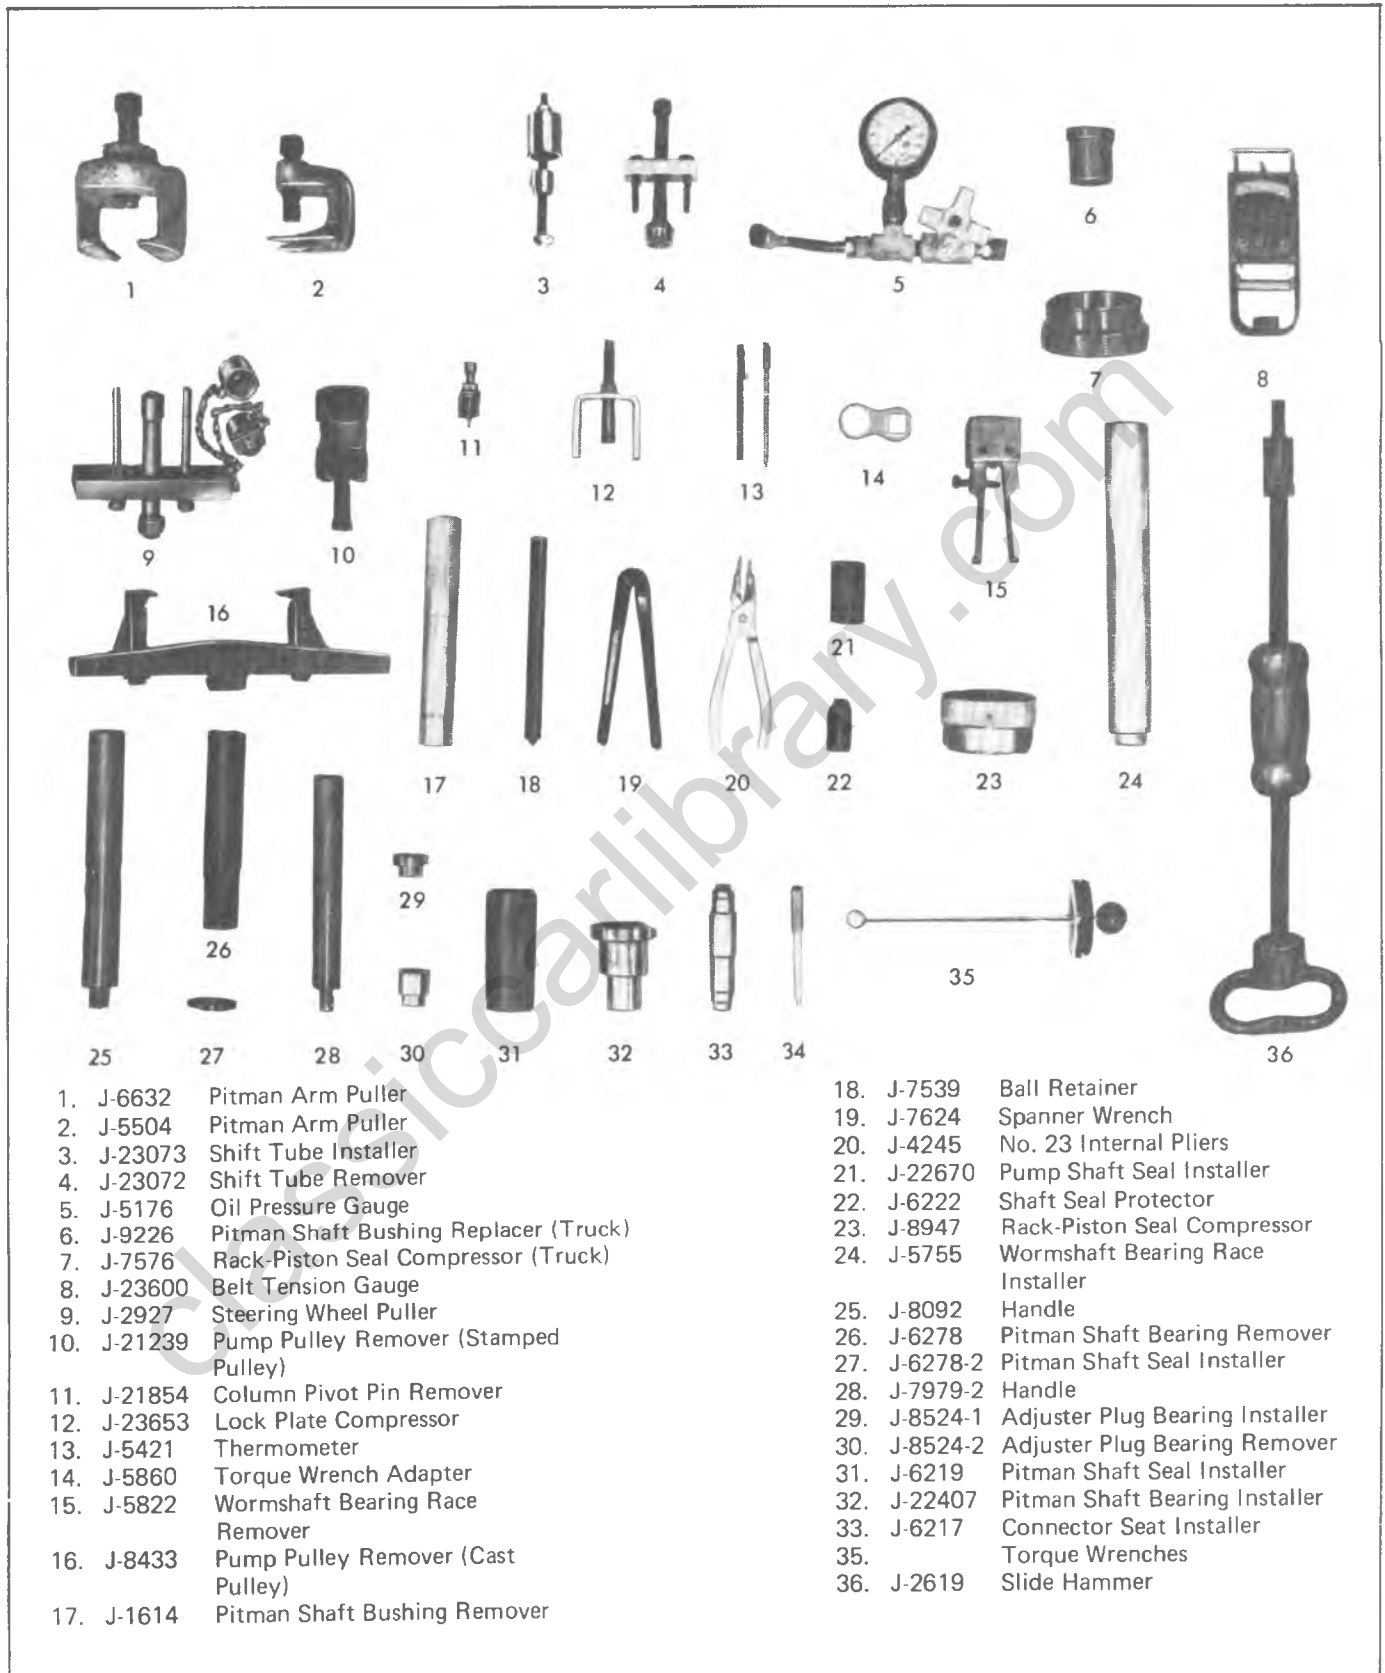 1
2
3
4
5
6
7
8
9
10
11
12
13
14
15
16
17
18
19
20
21
22
23
24
25
26
27
28
29
30
31
32
33
34
35
36
1. J-6632 Pitman Arm Puller
2. J-5504 Pitman Arm Puller
3. J-23073 Shift Tube Installer
4. J-23072 Shift Tube Remover
5. J-5176 Oil Pressure Gauge
6. J-9226 Pitman Shaft Bushing Replacer (Truck)
7. J-7576 Rack-Piston Seal Compressor (Truck)
8. J-23600 Belt Tension Gauge
9. J-2927 Steering Wheel Puller
10. J-21239 Pump Pulley Remover (Stamped
Pulley)
11. J-21854 Column Pivot Pin Remover
12. J-23653 Lock Plate Compressor
13. J-5421 Thermometer
14. J-5860 Torque Wrench Adapter
15. J-5822 Wormshaft Bearing Race
Remover
16. J-8433 Pump Pulley Remover (Cast
Pulley)
17. J-1614 Pitman Shaft Bushing Remover
18. J-7539 Ball Retainer
19. J-7624 Spanner Wrench
20. J-4245 No. 23 Internal Pliers
21. J-22670 Pump Shaft Seal Installer
22. J-6222 Shaft Seal Protector
23. J-8947 Rack-Piston Seal Compressor
24. J-5755 Wormshaft Bearing Race
Installer
25. J-8092 Handle
26. J-6278 Pitman Shaft Bearing Remover
27. J-6278-2 Pitman Shaft Seal Installer
28. J-7979-2 Handle
29. J-8524-1 Adjuster Plug Bearing Installer
30. J-8524-2 Adjuster Plug Bearing Remover
31. J-6219 Pitman Shaft Seal Installer
32. J-22407 Pitman Shaft Bearing Installer
33. J-6217 Connector Seat Installer
35. Torque Wrenches
36. J-2619 Slide Hammer
classiccarlibrary.com